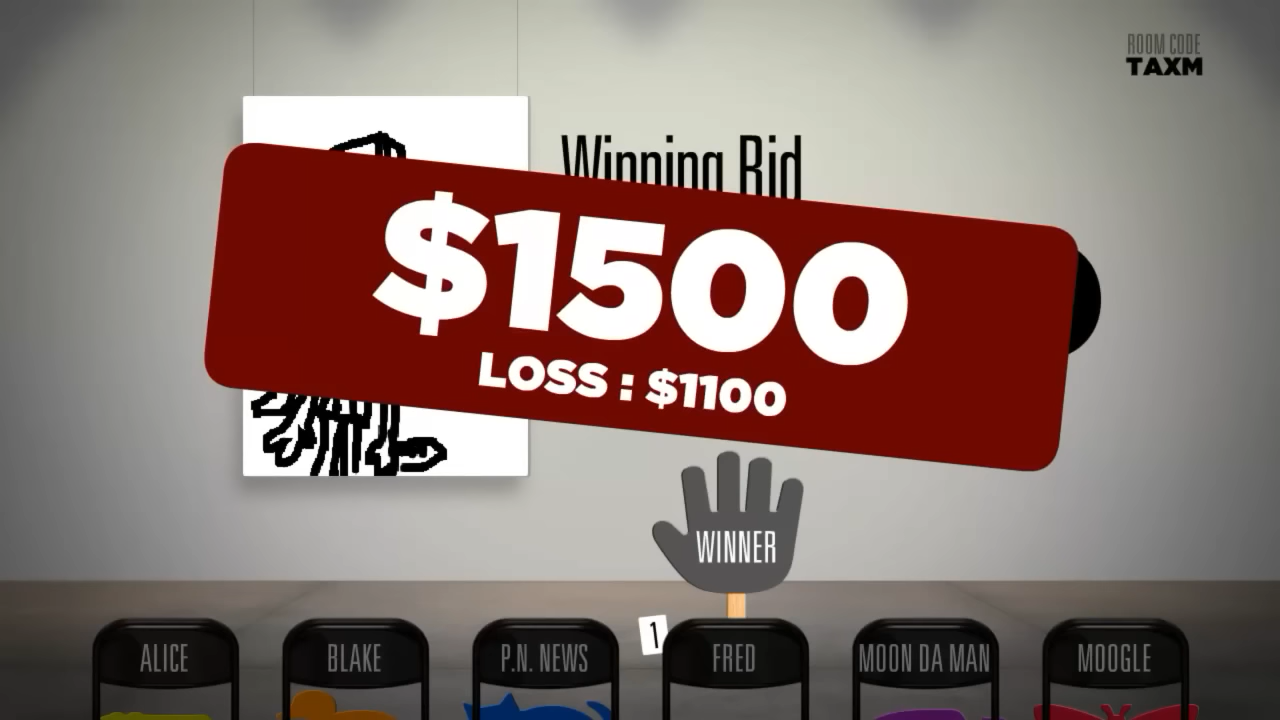 ROOM CODE
TAXM
Winning Bid
$1500
LOSS : $1100
WINNER
1
ALICE
BLAKE
P.N. NEWS
FRED
MOON DA MAN
MOOGLE